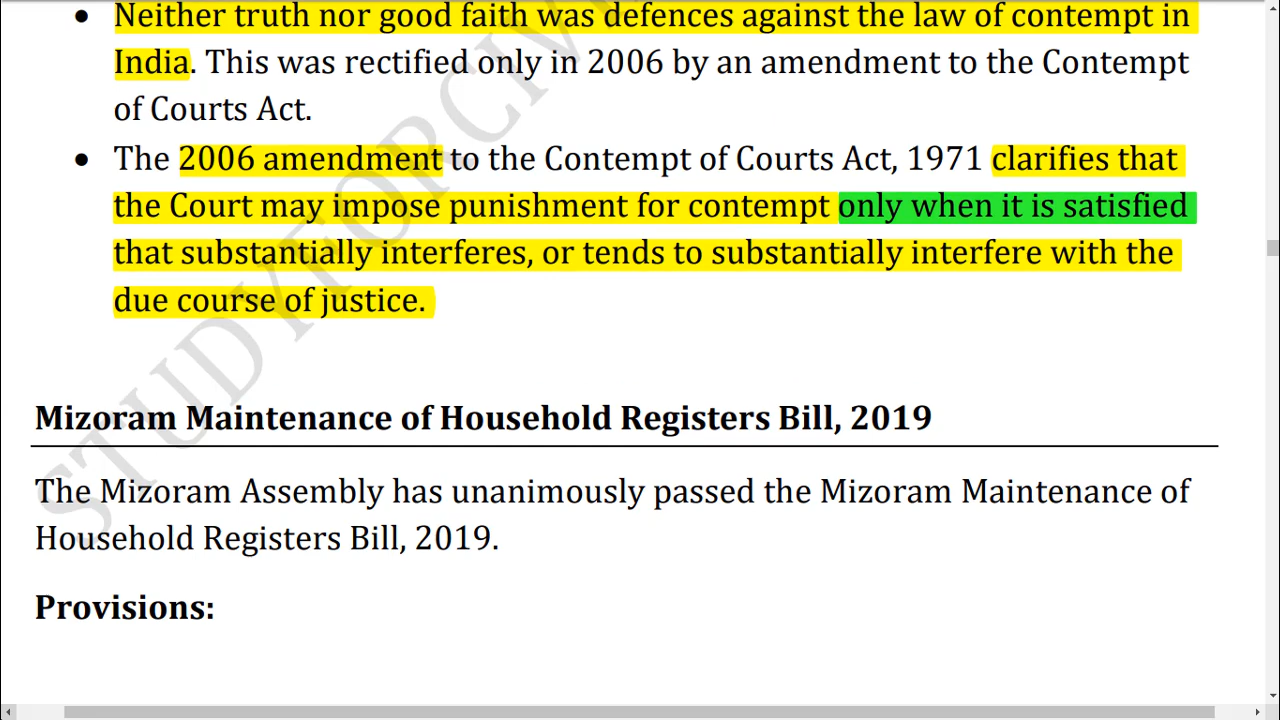 • Neither truth nor good faith was defences against the law of contempt in
India. This was rectified only in 2006 by an amendment to the Contempt
of Courts Act.
• The 2006 amendment to the Contempt of Courts Act, 1971 clarifies that
the Court may impose punishment for contempt only when it is satisfied
that substantially interferes, or tends to substantially interfere with the
due course of justice.
Mizoram Maintenance of Household Registers Bill, 2019
The Mizoram Assembly has unanimously passed the Mizoram Maintenance of
Household Registers Bill, 2019.
Provisions:
STUDYFORCIV